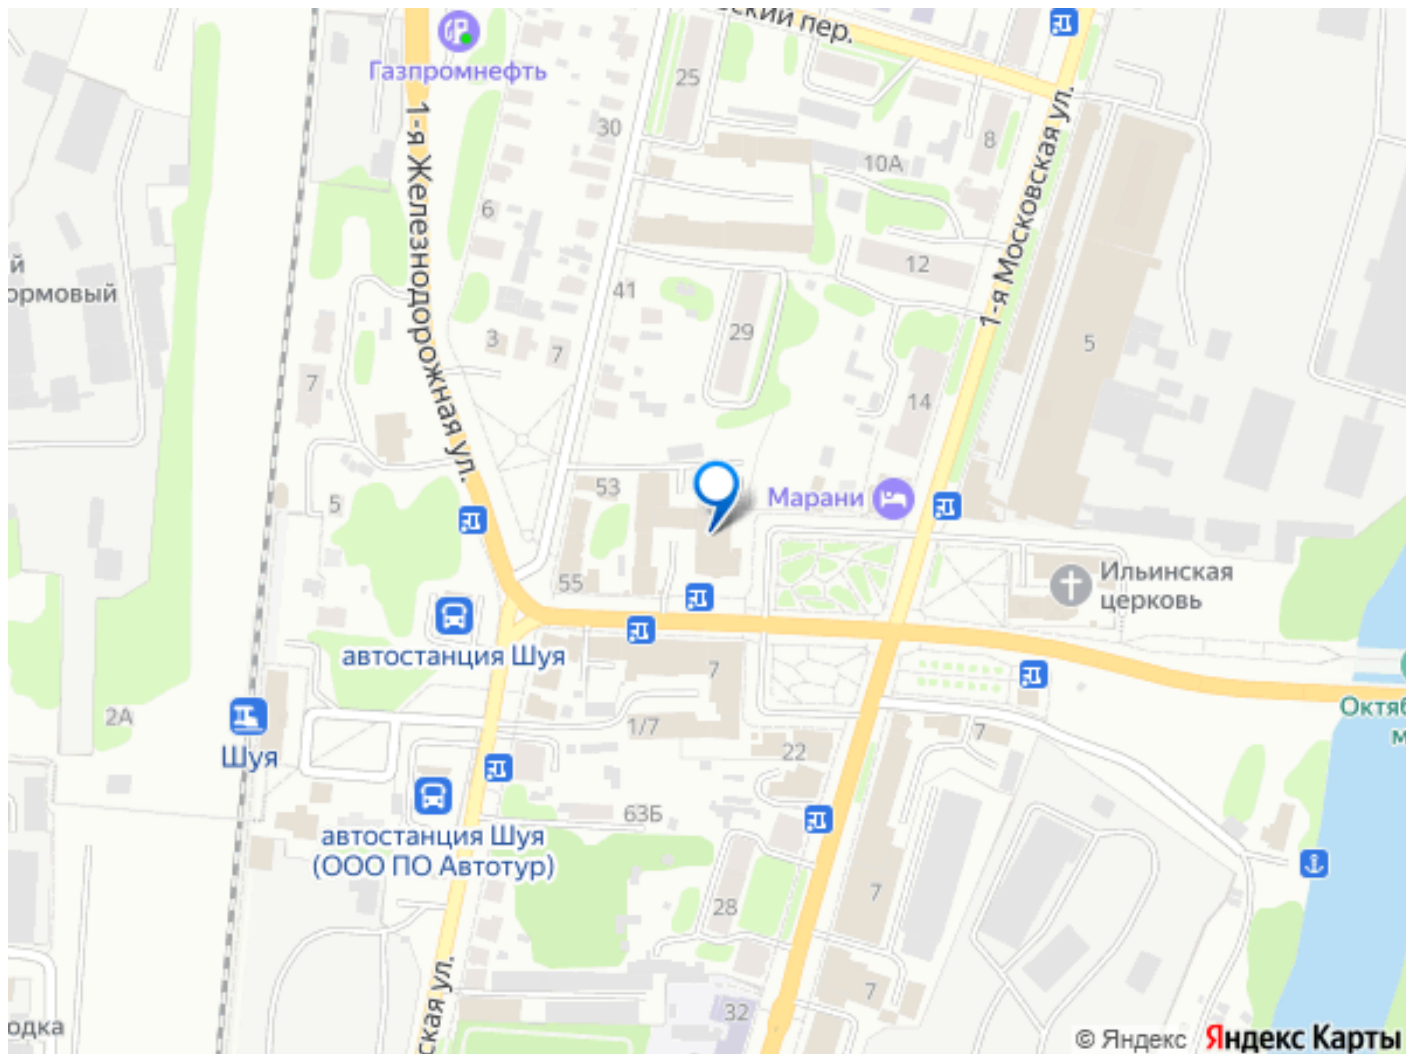 ский пер.
Газпромнефть
25
1-я Московская ул.
1-я Железнодорожная ул.
30
8
10А
6
12
й
ормовый
41
29
3
7
5
7
14
53
Марани
5
55
Ильинская
церковь
автостанция Шуя
7
2А
1/7
7
Октяб
м
Шуя
22
63Б
автостанция Шуя
(ООО ПО Автотур)
28
7
7
32
ская ул.
одка
© Яндекс Яндекс Карты